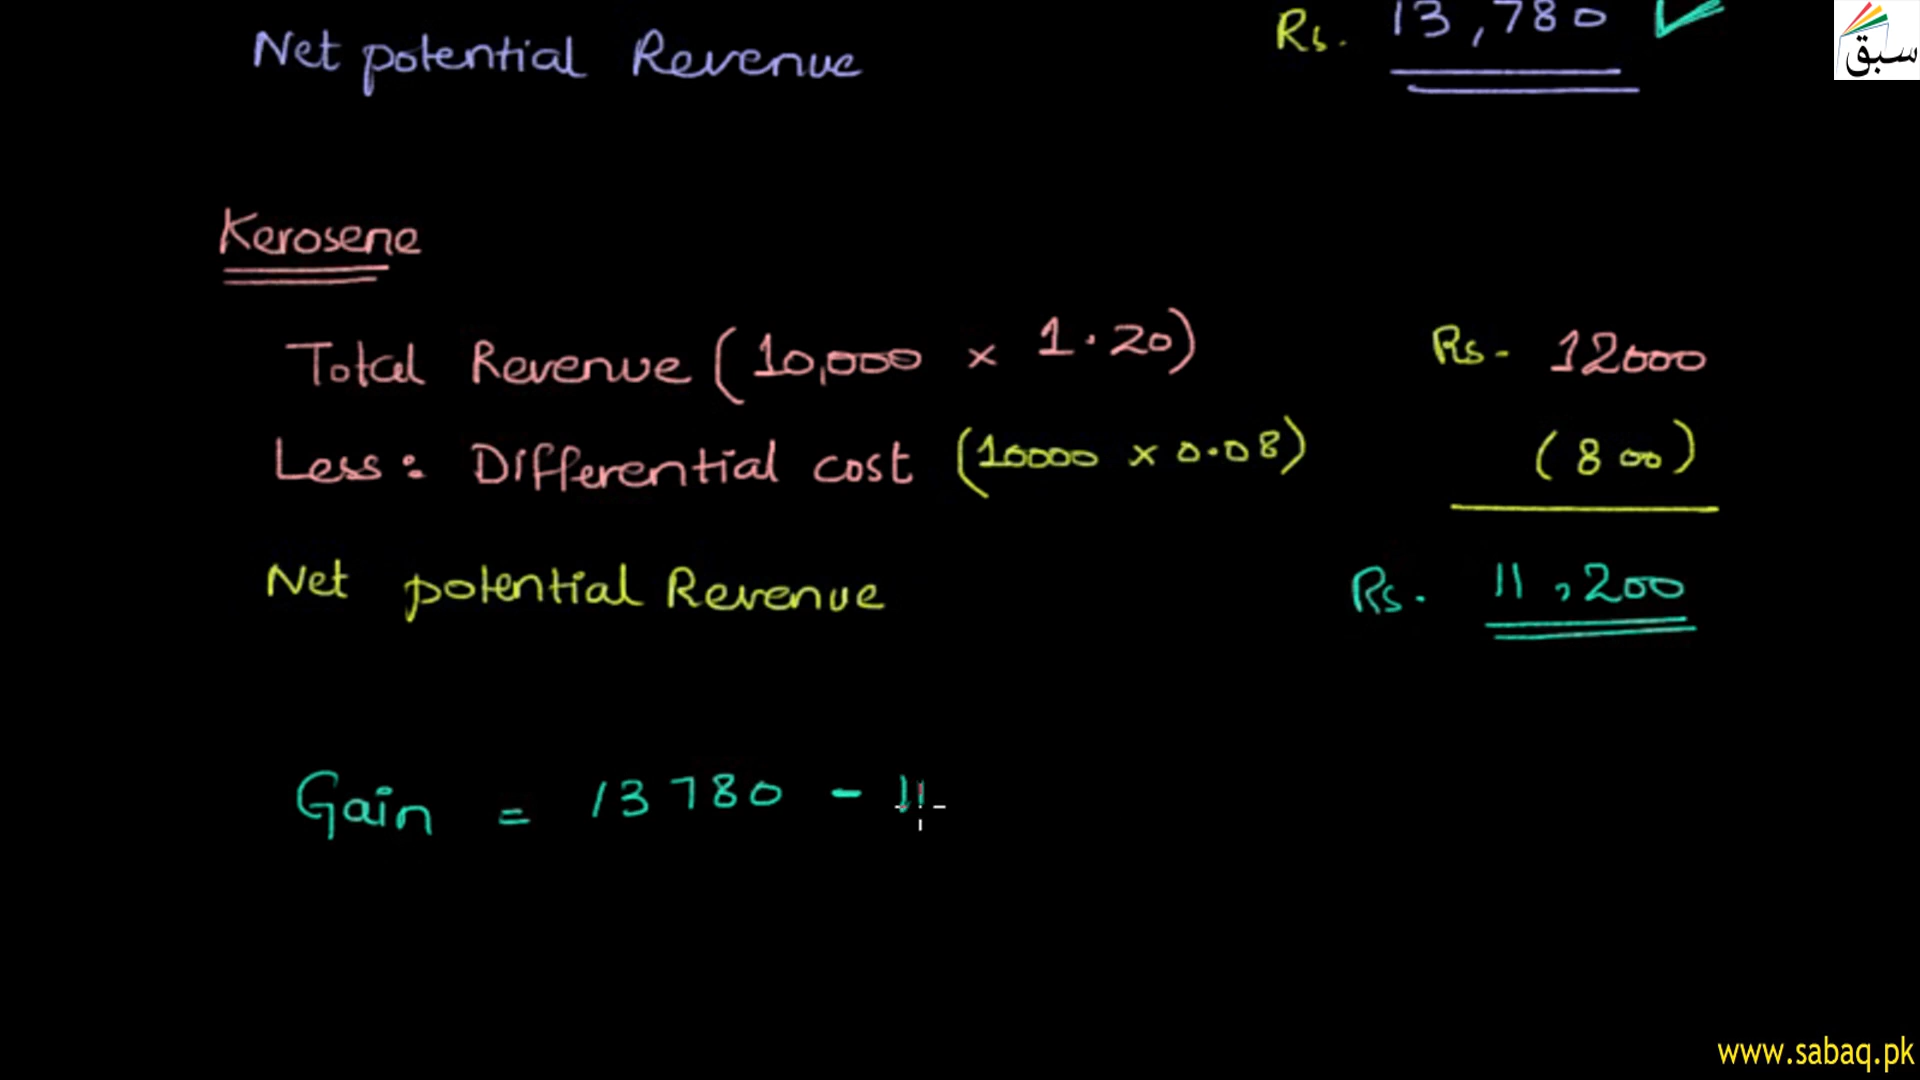 Net potential Revenue Rs. 13,780
سبق
Kerosene
Total Revenue (10,000 x 1.20) Rs- 12000
Less: Differential cost (10000 x 0.08) (800)
Net potential Revenue Rs. 11,200
Gain = 13780 - 11
www.sabaq.pk